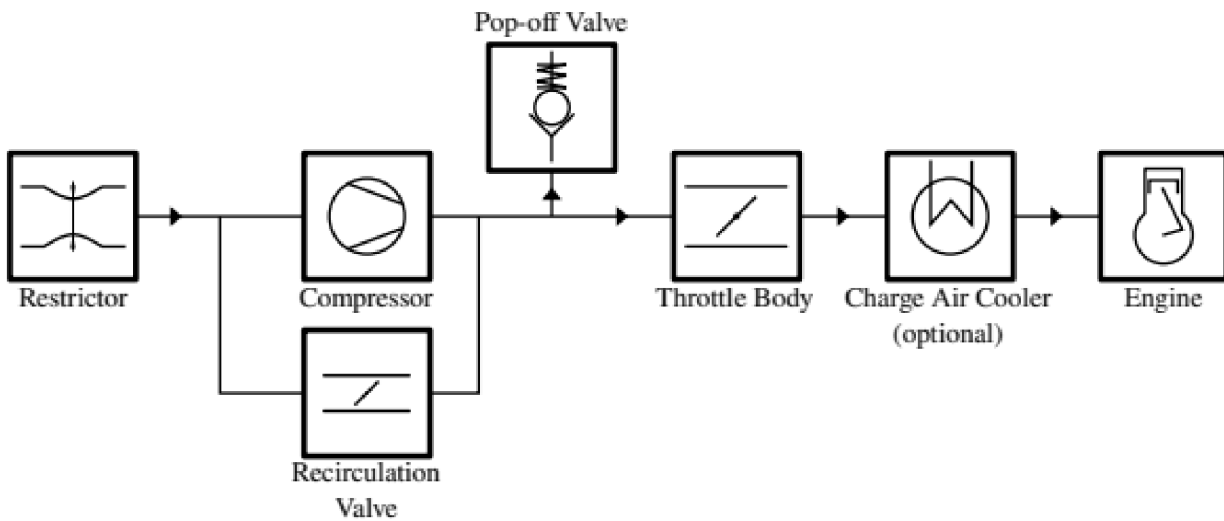 Pop-off Valve
Restrictor
Compressor
Throttle Body
Charge Air Cooler
(optional)
Engine
Recirculation
Valve